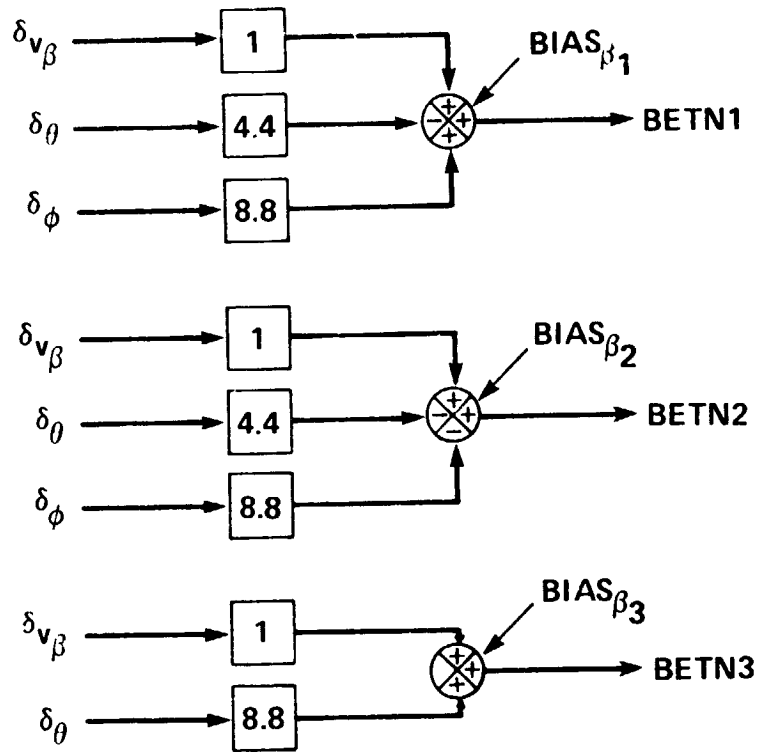 δvβ 1 BIASβ1
δθ 4.4 - + + + BETN1
δφ 8.8
δvβ 1 BIASβ2
δθ 4.4 - + + - BETN2
δφ 8.8
δvβ 1 BIASβ3
+ + + BETN3
δθ 8.8